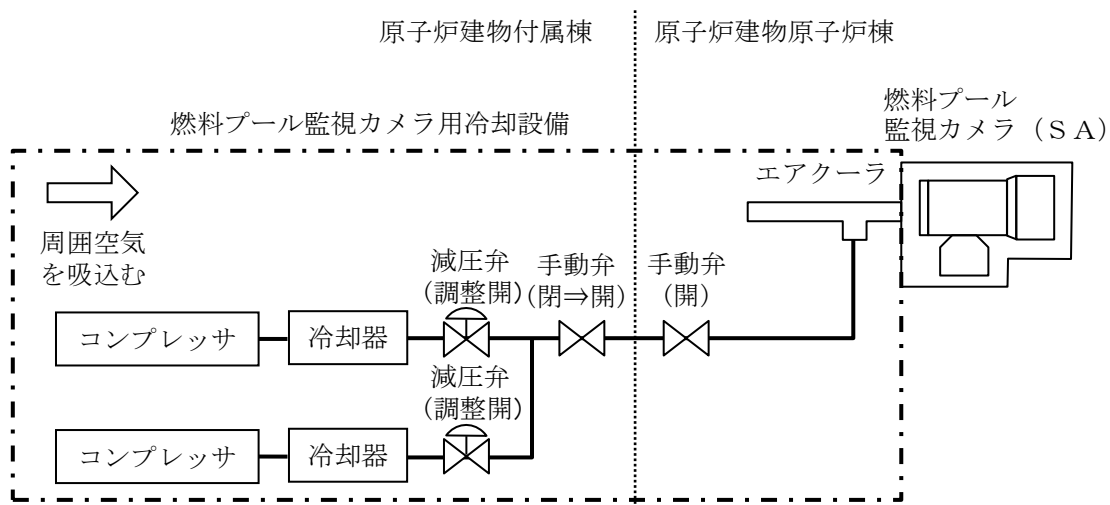 原子炉建物付属棟
原子炉建物原子炉棟
燃料プール監視カメラ用冷却設備
燃料プール
監視カメラ（ＳＡ）
エアクーラ
周囲空気
を吸込む
減圧弁
（調整開）
手動弁
（閉⇒開）
手動弁
（開）
コンプレッサ
冷却器
減圧弁
（調整開）
コンプレッサ
冷却器